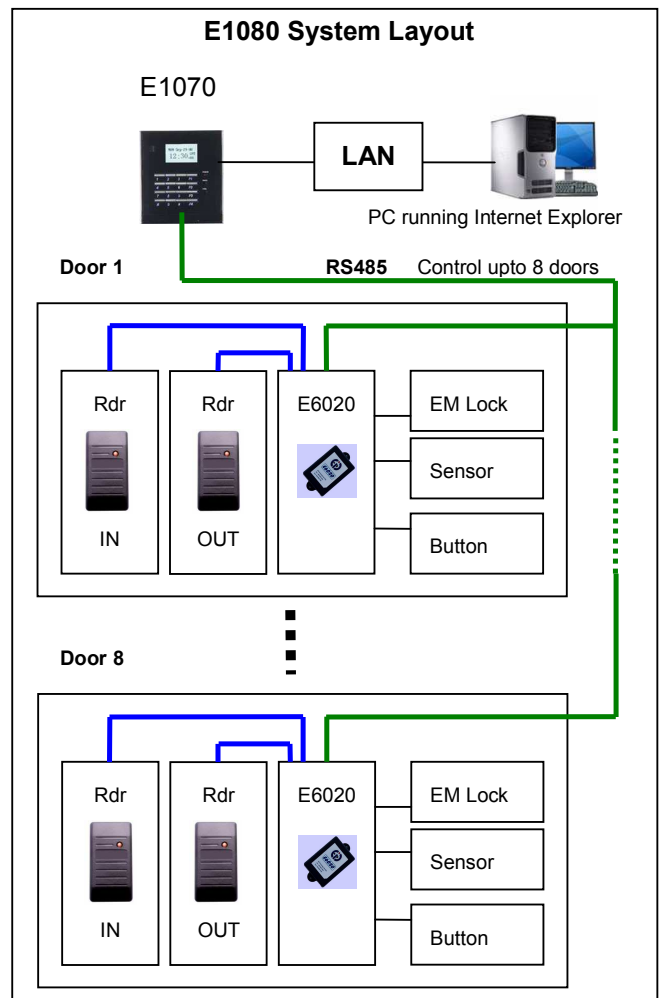 E1080 System Layout
E1070
LAN
PC running Internet Explorer
Door 1 RS485 Control upto 8 doors
Rdr Rdr E6020 EM Lock
Sensor
IN OUT Button
Door 8
Rdr Rdr E6020 EM Lock
Sensor
IN OUT Button